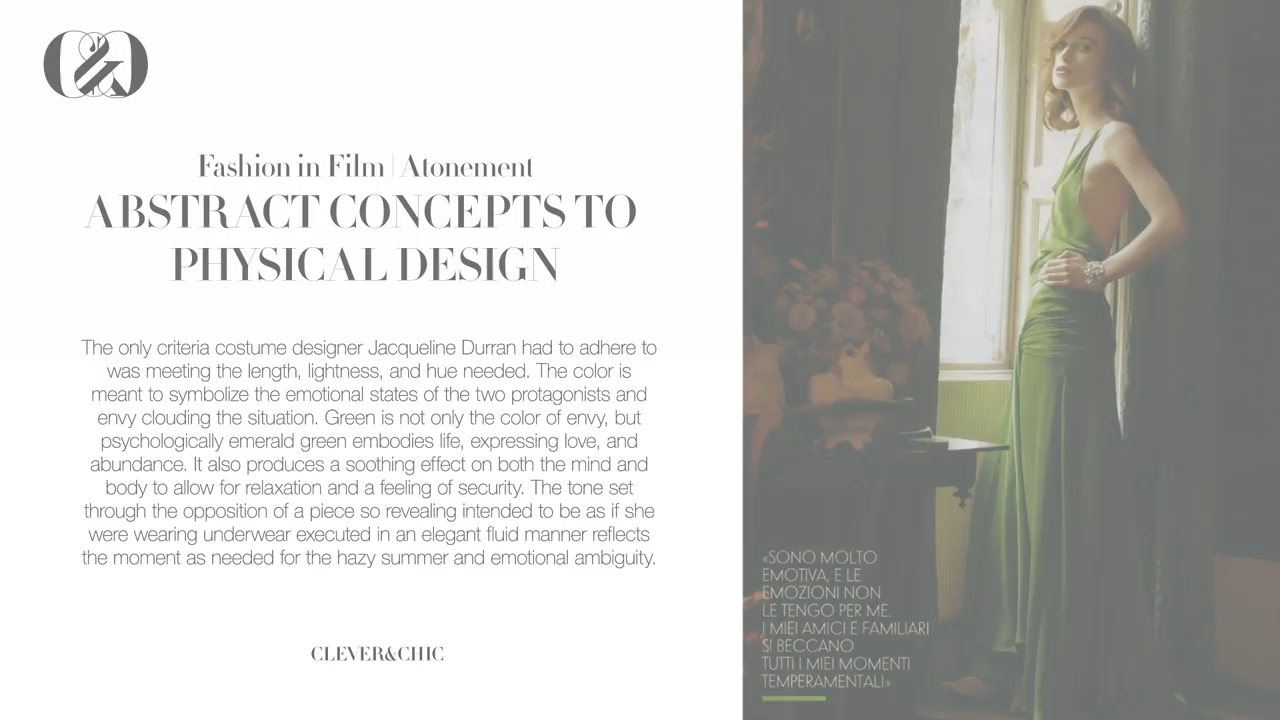 C&C
Fashion in Film | Atonement
ABSTRACT CONCEPTS TO
PHYSICAL DESIGN
The only criteria costume designer Jacqueline Durran had to adhere to
was meeting the length, lightness, and hue needed. The color is
meant to symbolize the emotional states of the two protagonists and
envy clouding the situation. Green is not only the color of envy, but
psychologically emerald green embodies life, expressing love, and
abundance. It also produces a soothing effect on both the mind and
body to allow for relaxation and a feeling of security. The tone set
through the opposition of a piece so revealing intended to be as if she
were wearing underwear executed in an elegant fluid manner reflects
the moment as needed for the hazy summer and emotional ambiguity.
CLEVER&CHIC
«SONO MOLTO
EMOTIVA, E LE
EMOZIONI NON
LE TENGO PER ME.
I MIEI AMICI E FAMILIARI
SI BECCANO
TUTTI I MIEI MOMENTI
TEMPERAMENTALI»